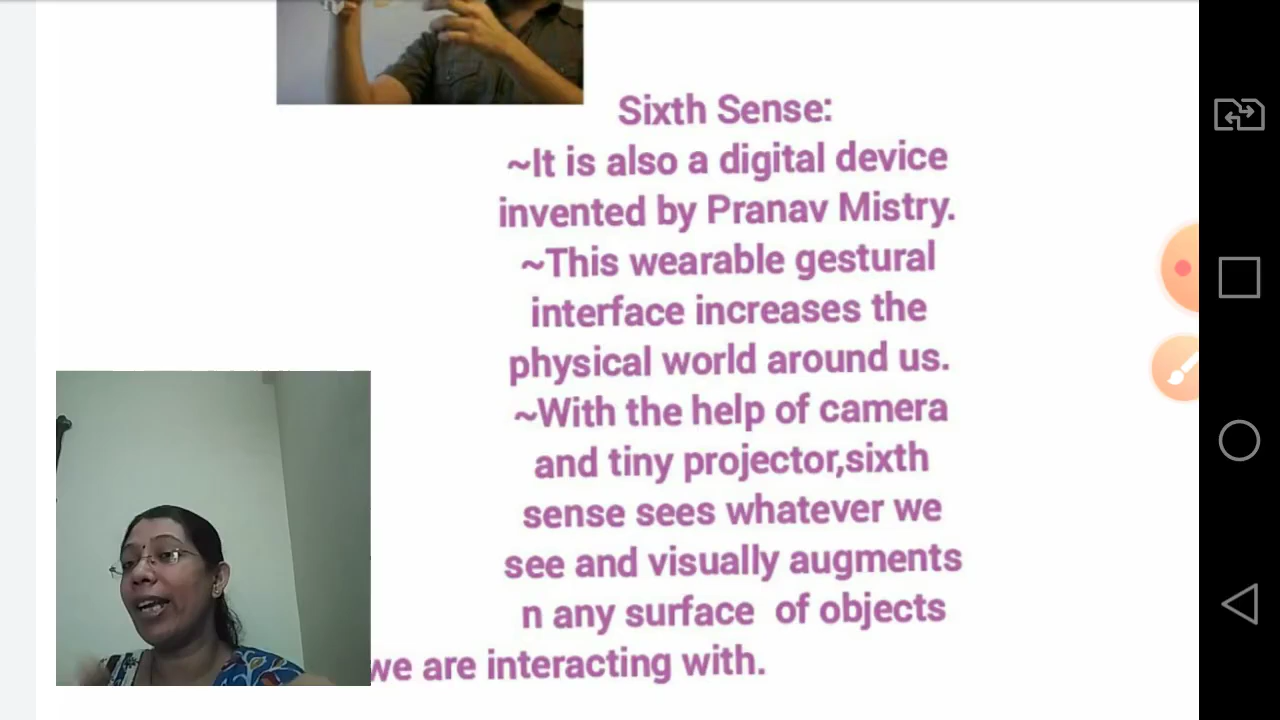 Sixth Sense:
~It is also a digital device
invented by Pranav Mistry.
~This wearable gestural
interface increases the
physical world around us.
~With the help of camera
and tiny projector,sixth
sense sees whatever we
see and visually augments
n any surface of objects
we are interacting with.